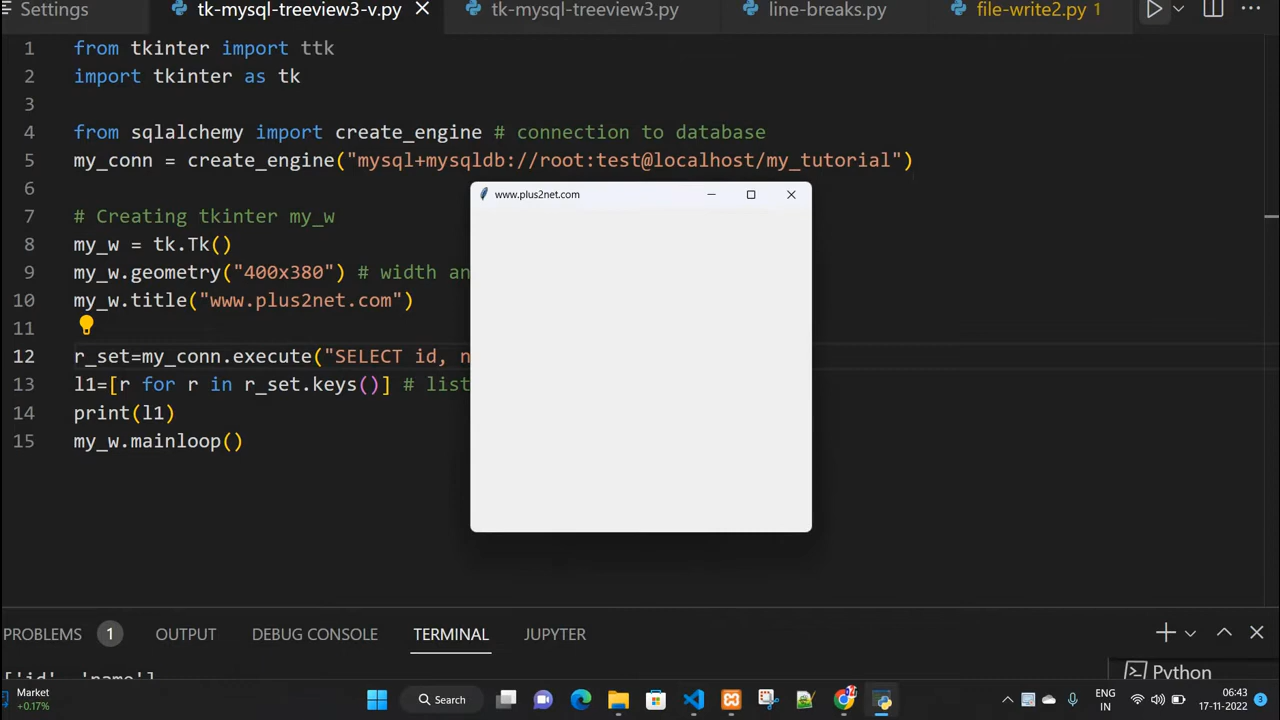 Settings
tk-mysql-treeview3-v.py
tk-mysql-treeview3.py
line-breaks.py
file-write2.py 1
1 from tkinter import ttk
2 import tkinter as tk
3
4 from sqlalchemy import create_engine # connection to database
5 my_conn = create_engine("mysql+mysqldb://root:test@localhost/my_tutorial")
6
www.plus2net.com
7 # Creating tkinter my_w
8 my_w = tk.Tk()
9 my_w.geometry("400x380") # width an
10 my_w.title("www.plus2net.com")
11
12 r_set=my_conn.execute("SELECT id, n
13 l1=[r for r in r_set.keys()] # list
14 print(l1)
15 my_w.mainloop()
PROBLEMS 1 OUTPUT DEBUG CONSOLE TERMINAL JUPYTER
['id', 'name']
Python
Market
+0.17%
Search
ENG
IN
06:43
17-11-2022
3